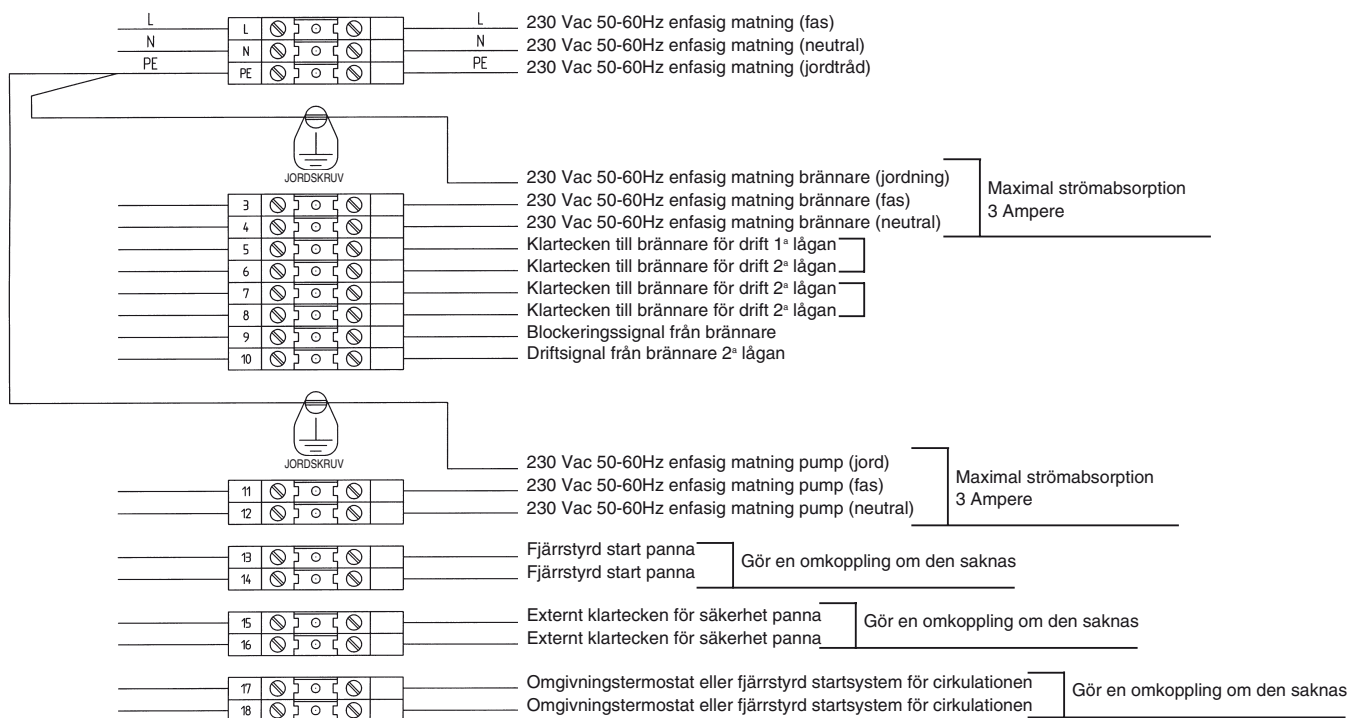 L L L 230 Vac 50-60Hz enfasig matning (fas)
N N N 230 Vac 50-60Hz enfasig matning (neutral)
PE PE PE 230 Vac 50-60Hz enfasig matning (jordtråd)
JORDSKRUV
230 Vac 50-60Hz enfasig matning brännare (jordning)
3 230 Vac 50-60Hz enfasig matning brännare (fas)
4 230 Vac 50-60Hz enfasig matning brännare (neutral)
Maximal strömabsorption
3 Ampere
5 Klartecken till brännare för drift 1ª lågan
6 Klartecken till brännare för drift 2ª lågan
7 Klartecken till brännare för drift 2ª lågan
8 Klartecken till brännare för drift 2ª lågan
9 Blockeringssignal från brännare
10 Driftsignal från brännare 2ª lågan
JORDSKRUV
230 Vac 50-60Hz enfasig matning pump (jord)
11 230 Vac 50-60Hz enfasig matning pump (fas)
12 230 Vac 50-60Hz enfasig matning pump (neutral)
Maximal strömabsorption
3 Ampere
13 Fjärrstyrd start panna
14 Fjärrstyrd start panna
Gör en omkoppling om den saknas
15 Externt klartecken för säkerhet panna
16 Externt klartecken för säkerhet panna
Gör en omkoppling om den saknas
17 Omgivningstermostat eller fjärrstyrd startsystem för cirkulationen
18 Omgivningstermostat eller fjärrstyrd startsystem för cirkulationen
Gör en omkoppling om den saknas